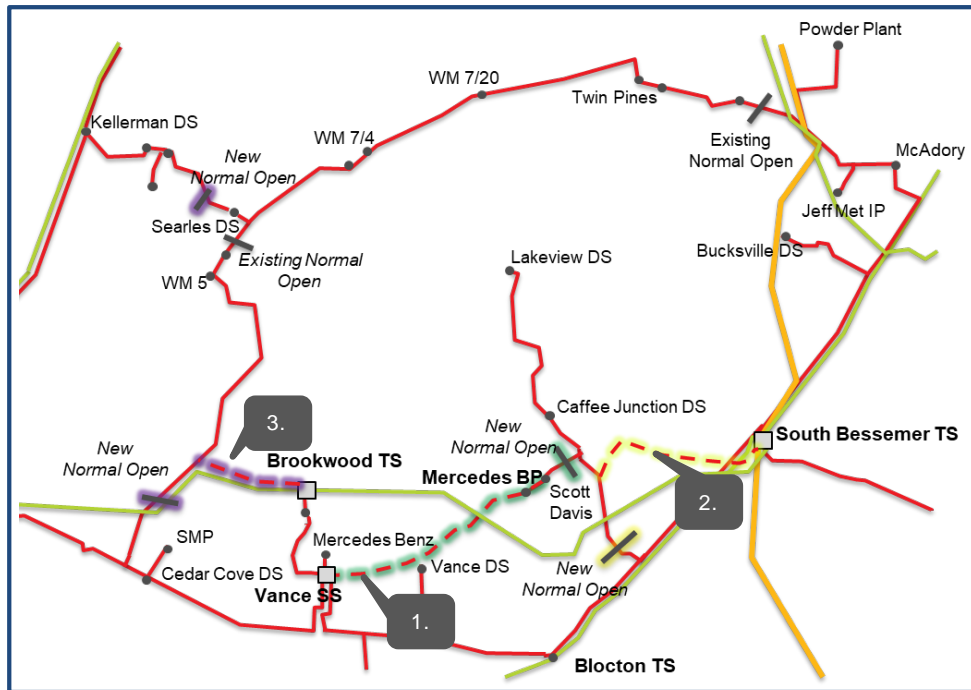 Powder Plant
WM 7/20
Twin Pines
Kellerman DS
WM 7/4
Existing
Normal Open
New
Normal Open
McAdory
Jeff Met IP
Searles DS
Existing Normal
Open
Bucksville DS
WM 5
Lakeview DS
3.
Caffee Junction DS
New
Normal Open
South Bessemer TS
New
Normal Open
Brookwood TS
Mercedes BP
Scott
Davis
2.
SMP
Mercedes Benz
Cedar Cove DS
Vance DS
New
Normal Open
Vance SS
1.
Blocton TS